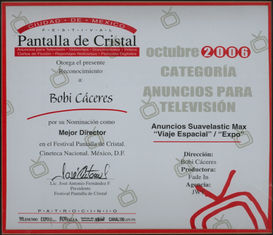 CIUDAD · DE · MÉXICO
FESTIVAL
Pantalla de Cristal
Otorga el presente
Reconocimiento
a
Bobi Cáceres
por su Nominación como
Mejor Director
en el Festival Pantalla de Cristal
Cineteca Nacional, México, D.F.
Lic. José Antonio Fernández F
Presidente
Festival Pantalla de Cristal
PATROCINIO
octubre 2006
CATEGORÍA
ANUNCIOS PARA
TELEVISIÓN
Anuncios Suavelastic Max
"Viaje Espacial" / "Expo"
Dirección:
Bobi Cáceres
Productora:
Fade In
Agencia: